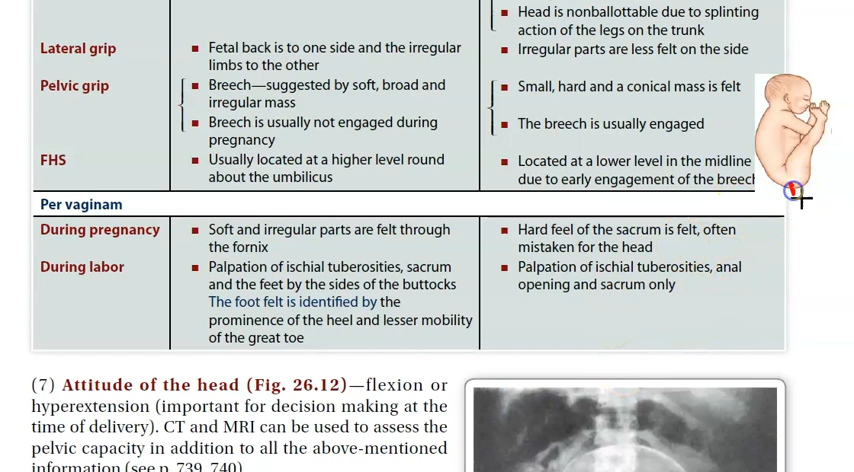 Head is nonballottable due to splinting
action of the legs on the trunk
Lateral grip
Fetal back is to one side and the irregular
limbs to the other
Irregular parts are less felt on the side
Pelvic grip
Breech—suggested by soft, broad and
irregular mass
Breech is usually not engaged during
pregnancy
Small, hard and a conical mass is felt
The breech is usually engaged
FHS
Usually located at a higher level round
about the umbilicus
Located at a lower level in the midline
due to early engagement of the breech
Per vaginam
During pregnancy
Soft and irregular parts are felt through
the fornix
Hard feel of the sacrum is felt, often
mistaken for the head
During labor
Palpation of ischial tuberosities, sacrum
and the feet by the sides of the buttocks
The foot felt is identified by the
prominence of the heel and lesser mobility
of the great toe
Palpation of ischial tuberosities, anal
opening and sacrum only
(7) Attitude of the head (Fig. 26.12)—flexion or
hyperextension (important for decision making at the
time of delivery). CT and MRI can be used to assess the
pelvic capacity in addition to all the above-mentioned
information (see p. 739, 740)